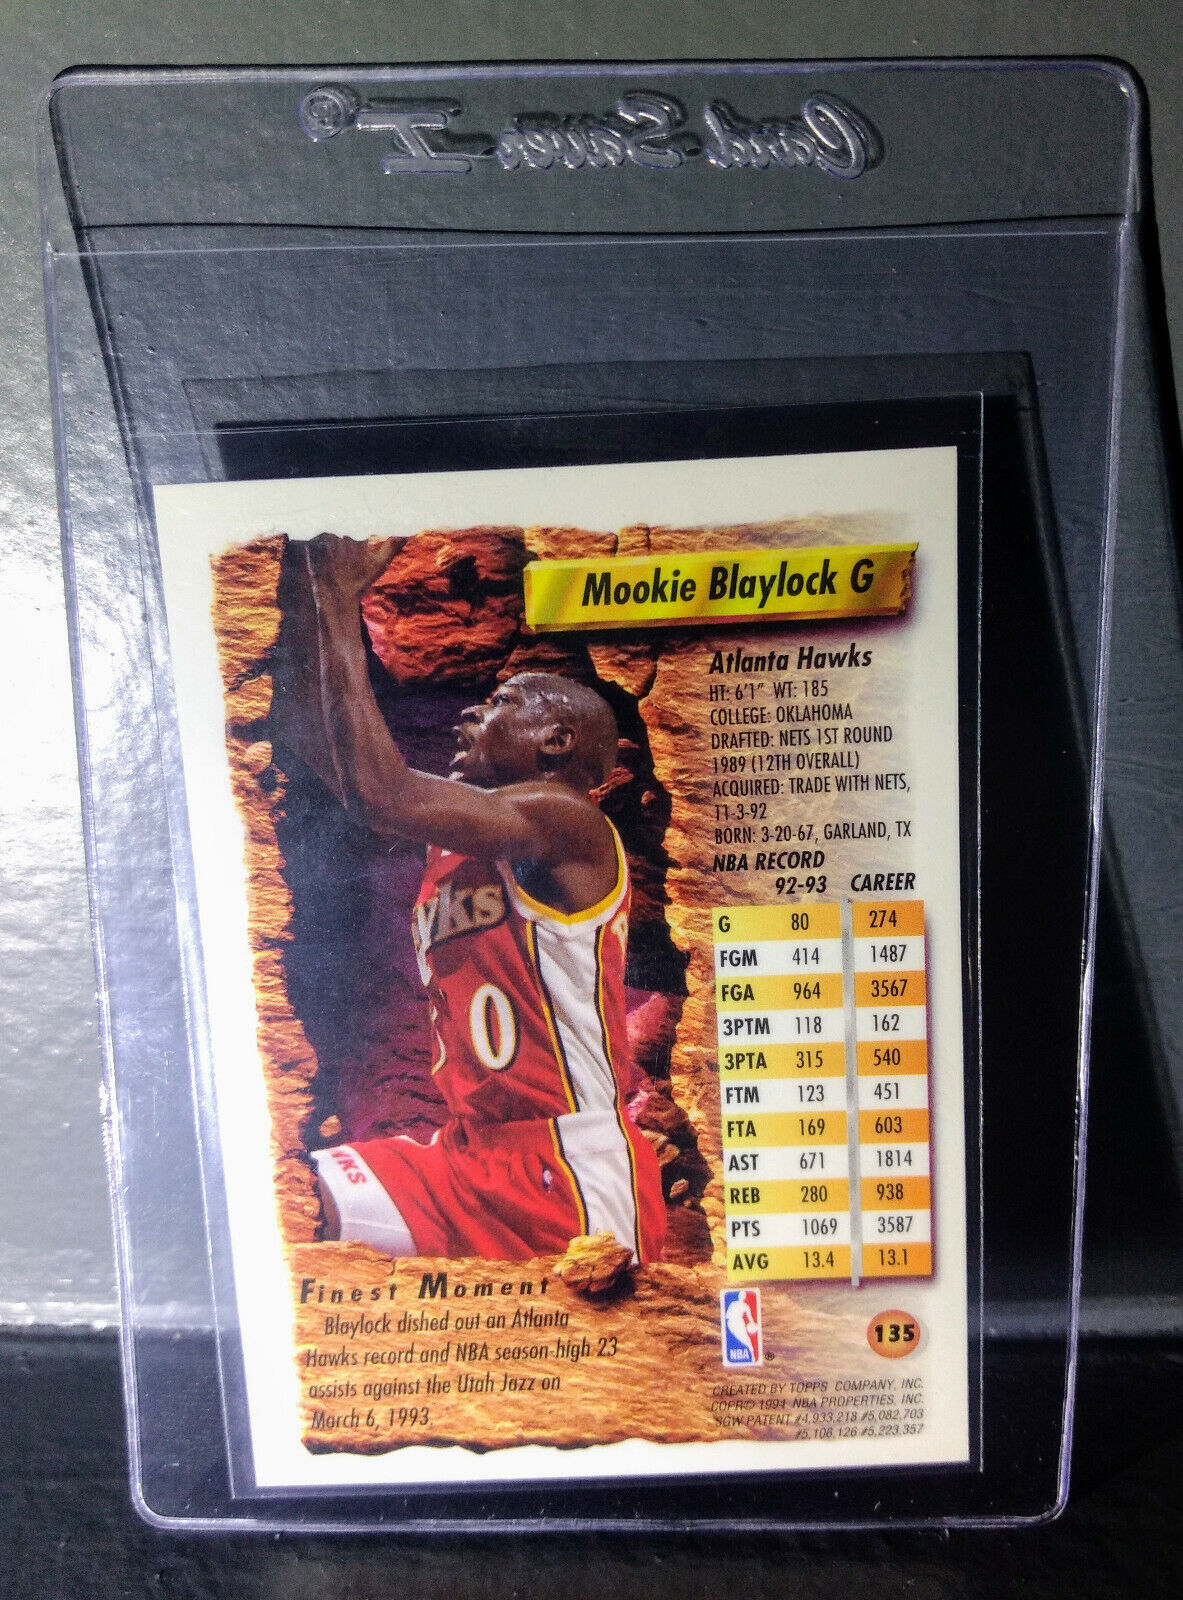 Card Saver I®
Mookie Blaylock G
Atlanta Hawks
HT: 6'1" WT: 185
COLLEGE: OKLAHOMA
DRAFTED: NETS 1ST ROUND
1989 (12TH OVERALL)
ACQUIRED: TRADE WITH NETS,
11-3-92
BORN: 3-20-67, GARLAND, TX
NBA RECORD
92-93 CAREER
G 80 274
FGM 414 1487
FGA 964 3567
3PTM 118 162
3PTA 315 540
FTM 123 451
FTA 169 603
AST 671 1814
REB 280 938
PTS 1069 3587
AVG 13.4 13.1
wks
0
WKS
Finest Moment
Blaylock dished out an Atlanta
Hawks record and NBA season-high 23
assists against the Utah Jazz on
March 6, 1993.
NBA ®
135
CREATED BY TOPPS COMPANY, INC.
COPR© 1994 NBA PROPERTIES, INC.
SGW PATENT #4,933,218 #5,082,703
#5,106,126 #5,223,357